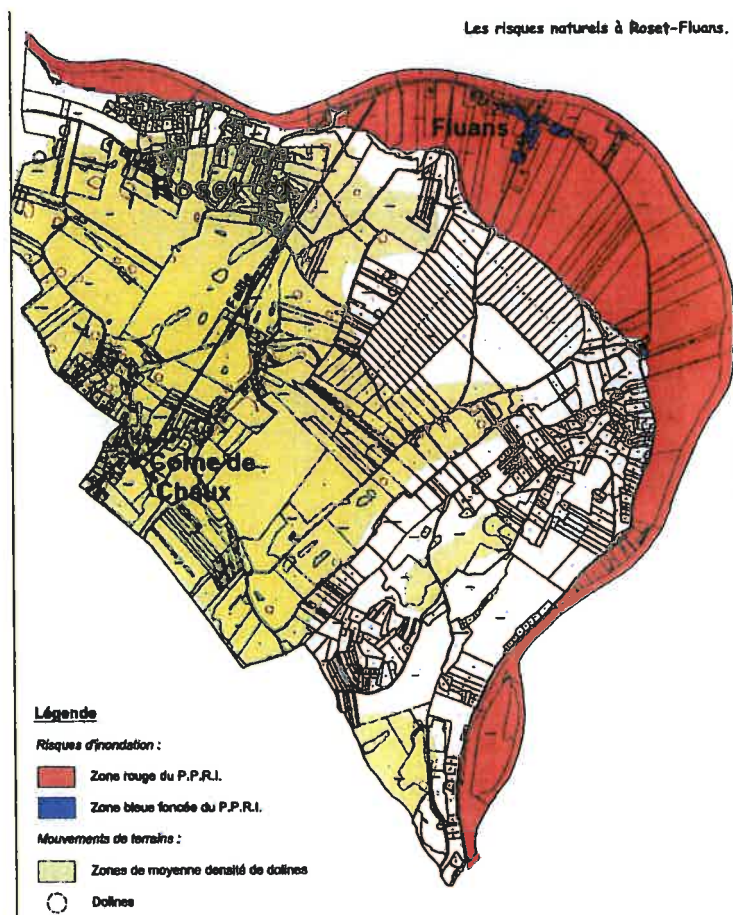 Les risques naturels à Roset-Fluans.
Fluans
Roset
Corne de
Chaux
Légende
Risques d'inondation :
Zone rouge du P.P.R.I.
Zone bleue foncée du P.P.R.I.
Mouvements de terrains :
Zones de moyenne densité de dolines
Dolines